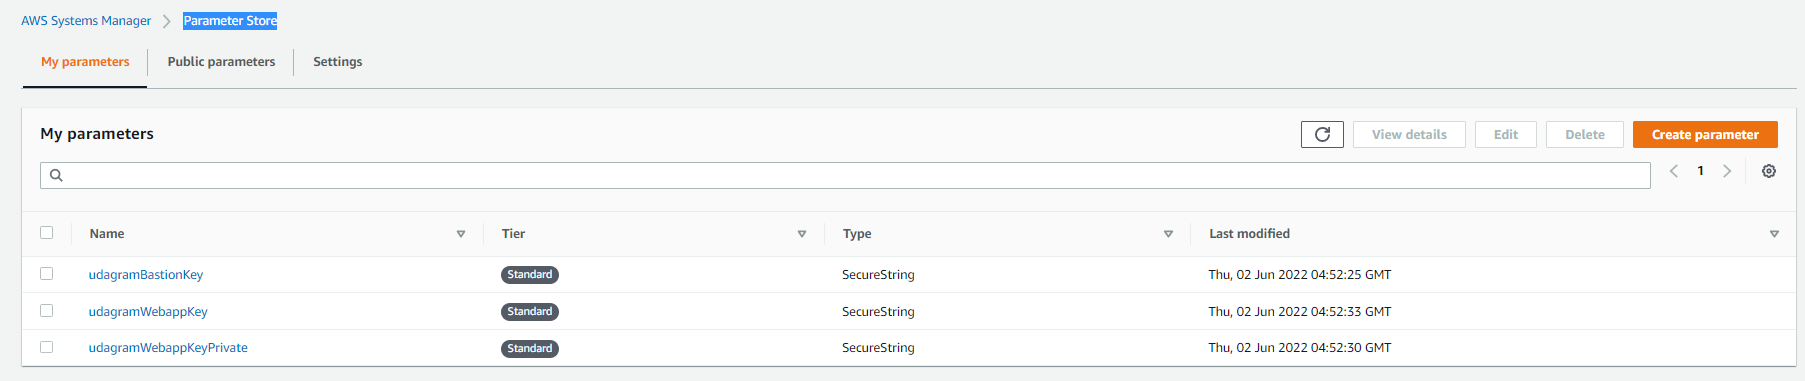 AWS Systems Manager > Parameter Store
My parameters Public parameters Settings
My parameters View details Edit Delete Create parameter
1
Name Tier Type Last modified
udagramBastionKey Standard SecureString Thu, 02 Jun 2022 04:52:25 GMT
udagramWebappKey Standard SecureString Thu, 02 Jun 2022 04:52:33 GMT
udagramWebappKeyPrivate Standard SecureString Thu, 02 Jun 2022 04:52:30 GMT